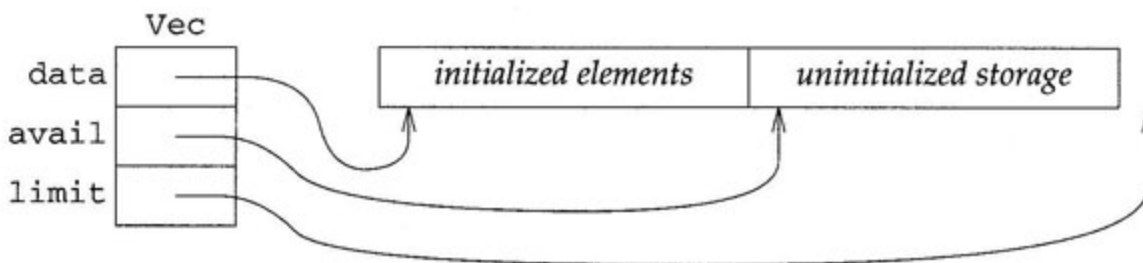 Vec
data
initialized elements
uninitialized storage
avail
limit